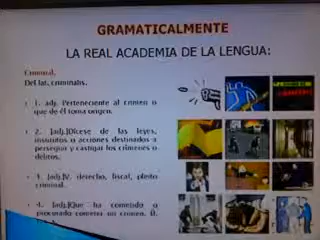 GRAMATICALMENTE
LA REAL ACADEMIA DE LA LENGUA:
Criminal.
Del lat. criminalis.
1. adj. Perteneciente al crimen o
que de él toma origen.
2. [adj.]Dícese de las leyes,
institutos o acciones destinados a
perseguir y castigar los crímenes o
delitos.
3. [adj.]V. derecho, fiscal, pleito
criminal.
4. [adj.]Que ha cometido o
procurado cometer un crimen. Ú.